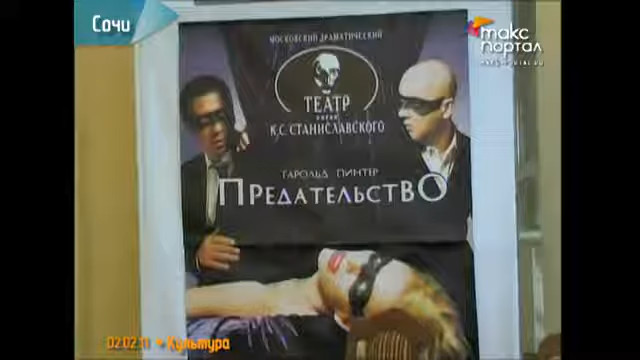 Сочи
макс
портал
МОСКОВСКИЙ ДРАМАТИЧЕСКИЙ
ТЕАТР
ИМЕНИ
К.С. СТАНИСЛАВСКОГО
ГАРОЛЬД ПИНТЕР
ПРЕДАТЕЛЬСТВО
02.02.11 • Культура